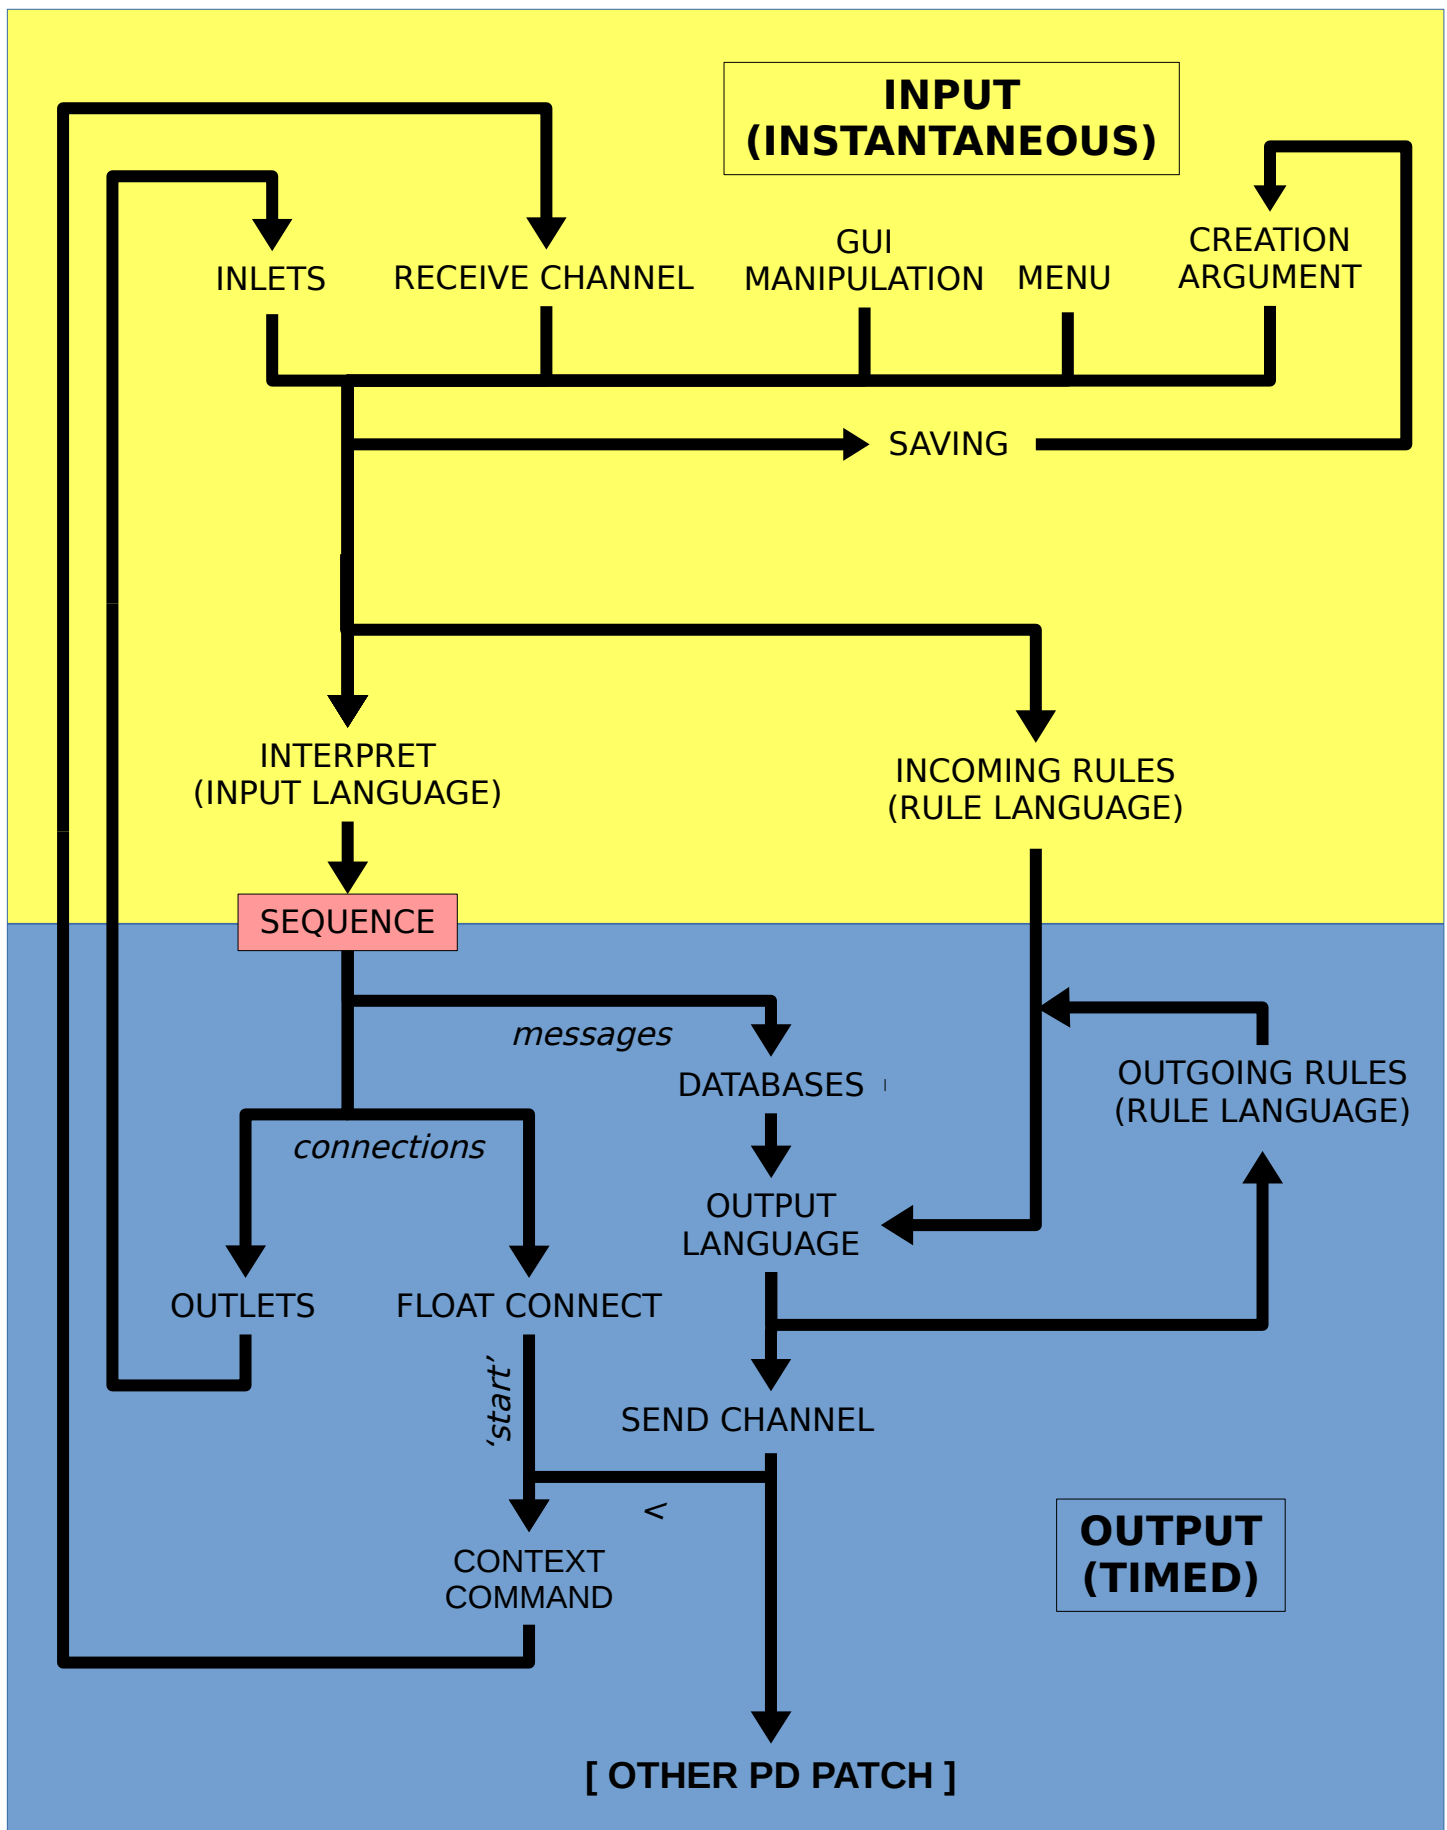 INPUT
(INSTANTANEOUS)
INLETS
RECEIVE CHANNEL
GUI
MANIPULATION
MENU
CREATION
ARGUMENT
SAVING
INTERPRET
(INPUT LANGUAGE)
INCOMING RULES
(RULE LANGUAGE)
SEQUENCE
messages
DATABASES
OUTGOING RULES
(RULE LANGUAGE)
connections
OUTPUT
LANGUAGE
OUTLETS
FLOAT CONNECT
‘start’
SEND CHANNEL
<
CONTEXT
COMMAND
OUTPUT
(TIMED)
[ OTHER PD PATCH ]